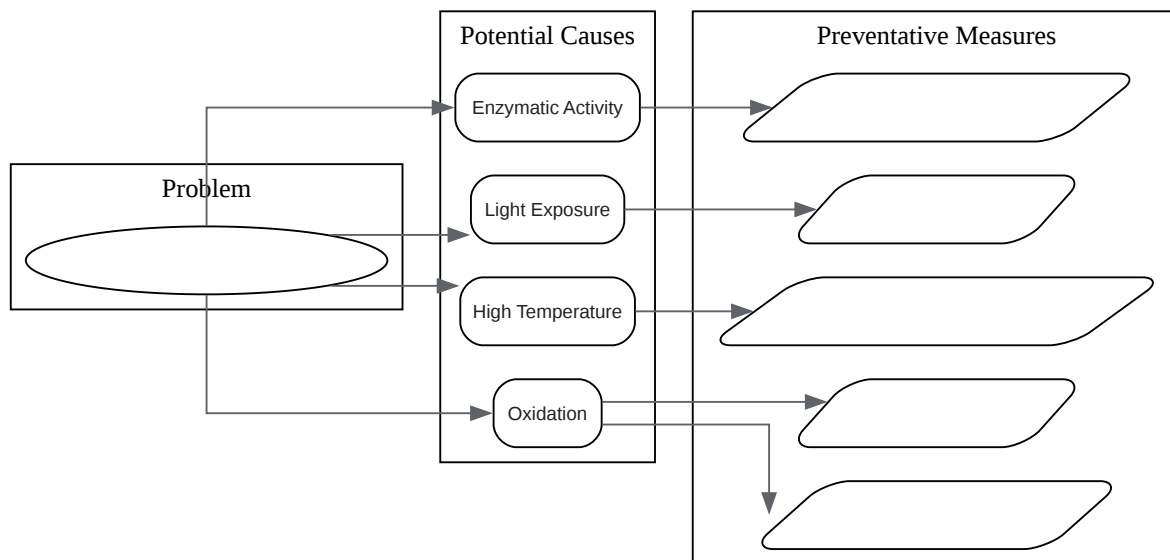 Potential Causes
Preventative Measures
Enzymatic Activity
Problem
Light Exposure
High Temperature
Oxidation